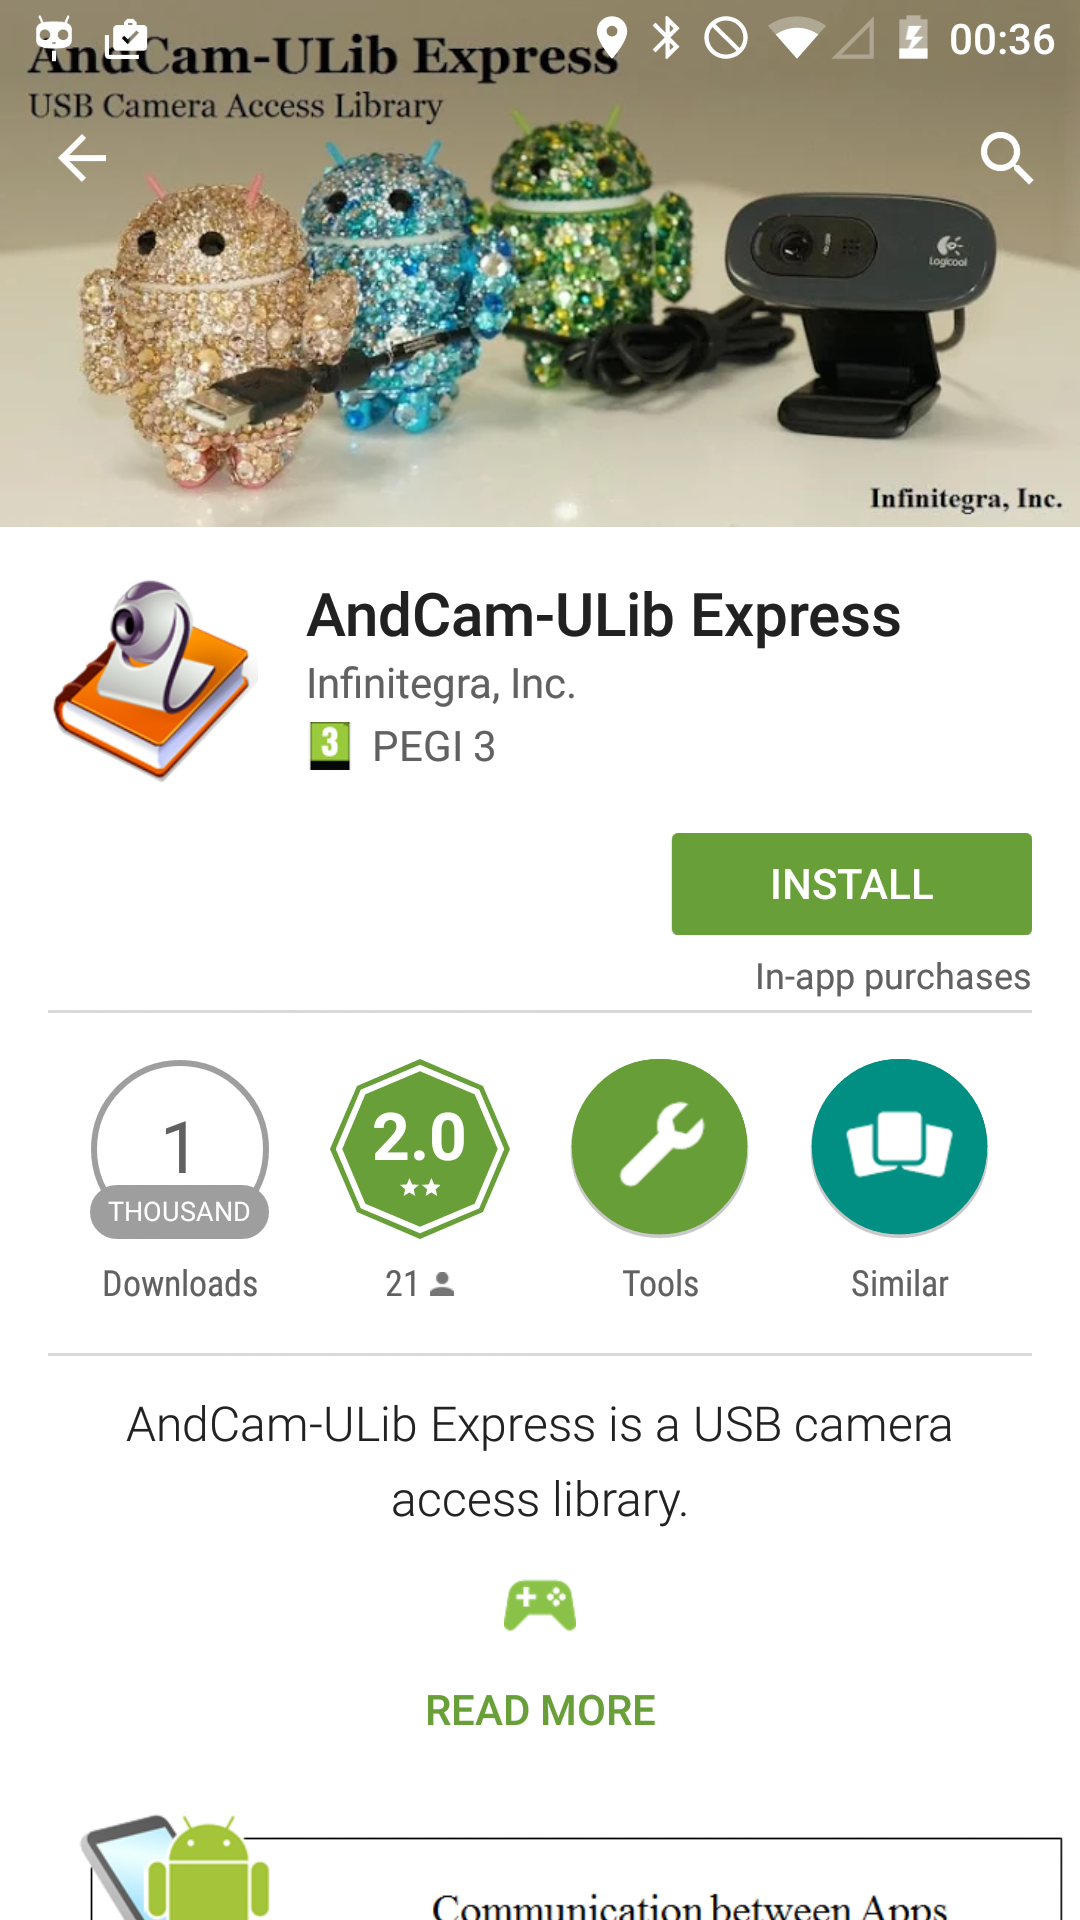 00:36
AndCam-ULib Express
USB Camera Access Library
Logicool
Infinitegra, Inc.
AndCam-ULib Express
Infinitegra, Inc.
3 PEGI 3
INSTALL
In-app purchases
1
THOUSAND
Downloads
2.0
21
Tools
Similar
AndCam-ULib Express is a USB camera
access library.
READ MORE
Communication between Apps